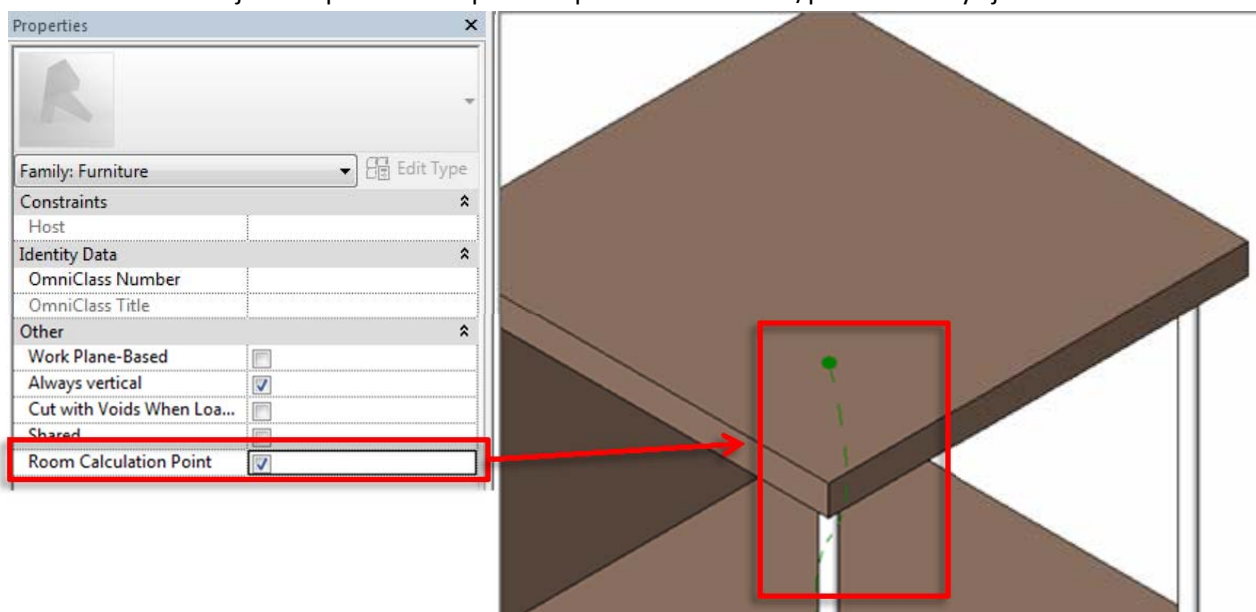 Properties
Family: Furniture
Edit Type
Constraints
Host
Identity Data
OmniClass Number
OmniClass Title
Other
Work Plane-Based
Always vertical
Cut with Voids When Loa...
Shared
Room Calculation Point